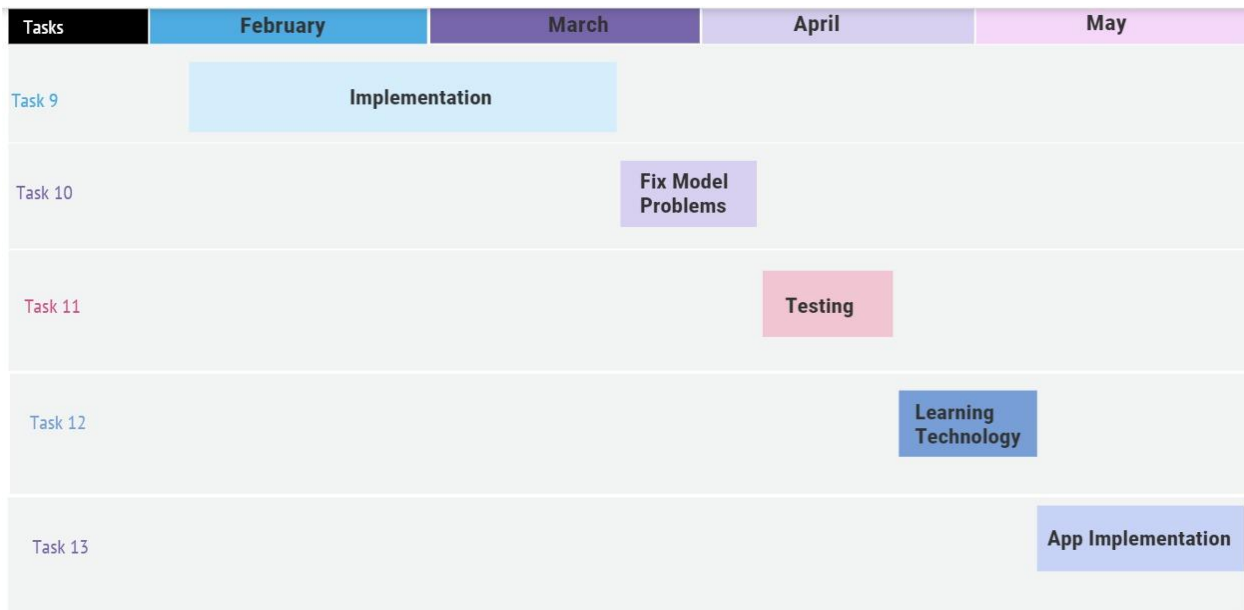 Tasks February March April May
Task 9 Implementation
Task 10 Fix Model
Problems
Task 11 Testing
Task 12 Learning
Technology
Task 13 App Implementation